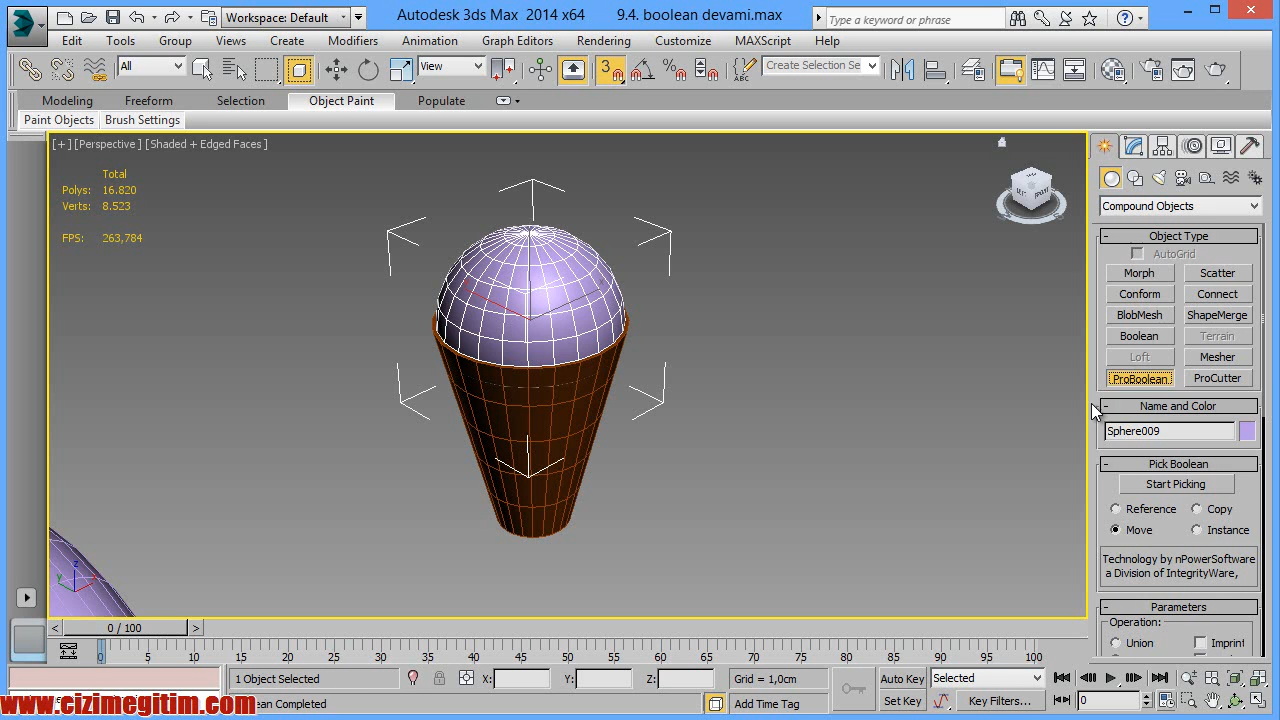 Workspace: Default
Autodesk 3ds Max 2014 x64
9.4. boolean devami.max
Type a keyword or phrase
Edit Tools Group Views Create Modifiers Animation Graph Editors Rendering Customize MAXScript Help
All
View
3
Create Selection Se
Modeling Freeform Selection Object Paint Populate
Paint Objects Brush Settings
[+] [Perspective] [Shaded + Edged Faces]
Total
Polys: 16.820
Verts: 8.523
FPS: 263,784
Compound Objects
Object Type
AutoGrid
Morph Scatter
Conform Connect
BlobMesh ShapeMerge
Boolean Terrain
Loft Mesher
ProBoolean ProCutter
Name and Color
Sphere009
Pick Boolean
Start Picking
Reference Copy
Move Instance
Technology by nPowerSoftware
a Division of IntegrityWare,
Parameters
Operation:
Union Imprint
z
y
0 / 100
0 5 10 15 20 25 30 35 40 45 50 55 60 65 70 75 80 85 90 95 100
1 Object Selected
X: Y: Z:
Grid = 1,0cm
Auto Key
Selected
www.cizimegitim.com
ean Completed
Add Time Tag
Set Key
Key Filters...
0